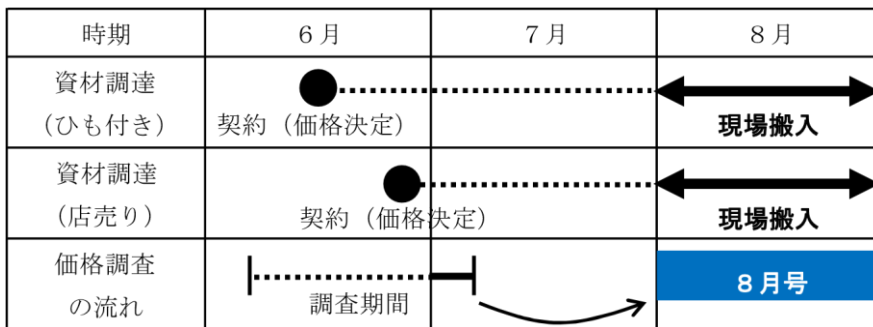 時期
６月
７月
８月
資材調達
（ひも付き）
契約（価格決定）
現場搬入
資材調達
（店売り）
契約（価格決定）
現場搬入
価格調査
の流れ
調査期間
８月号